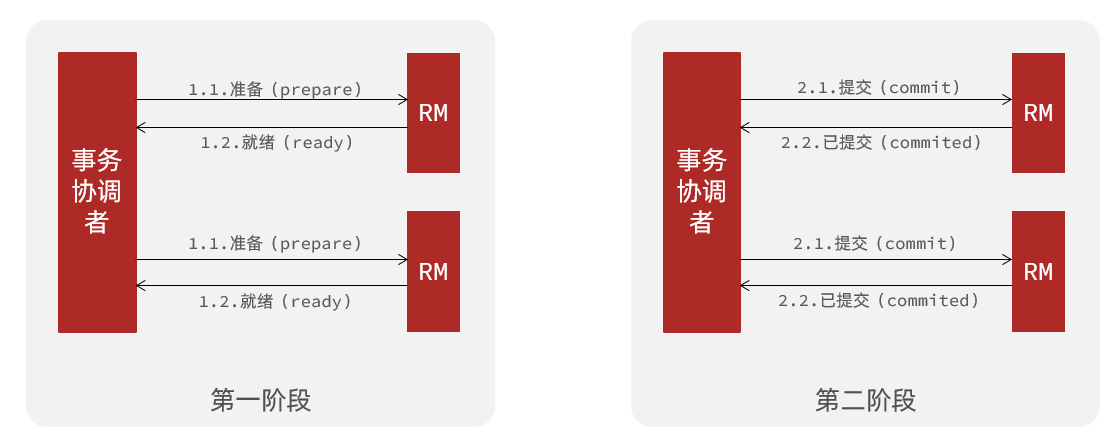 1.1.准备（prepare）
RM
1.2.就绪（ready）
事务
协调
者
1.1.准备（prepare）
RM
1.2.就绪（ready）
第一阶段
2.1.提交（commit）
RM
2.2.已提交（commited）
事务
协调
者
2.1.提交（commit）
RM
2.2.已提交（commited）
第二阶段